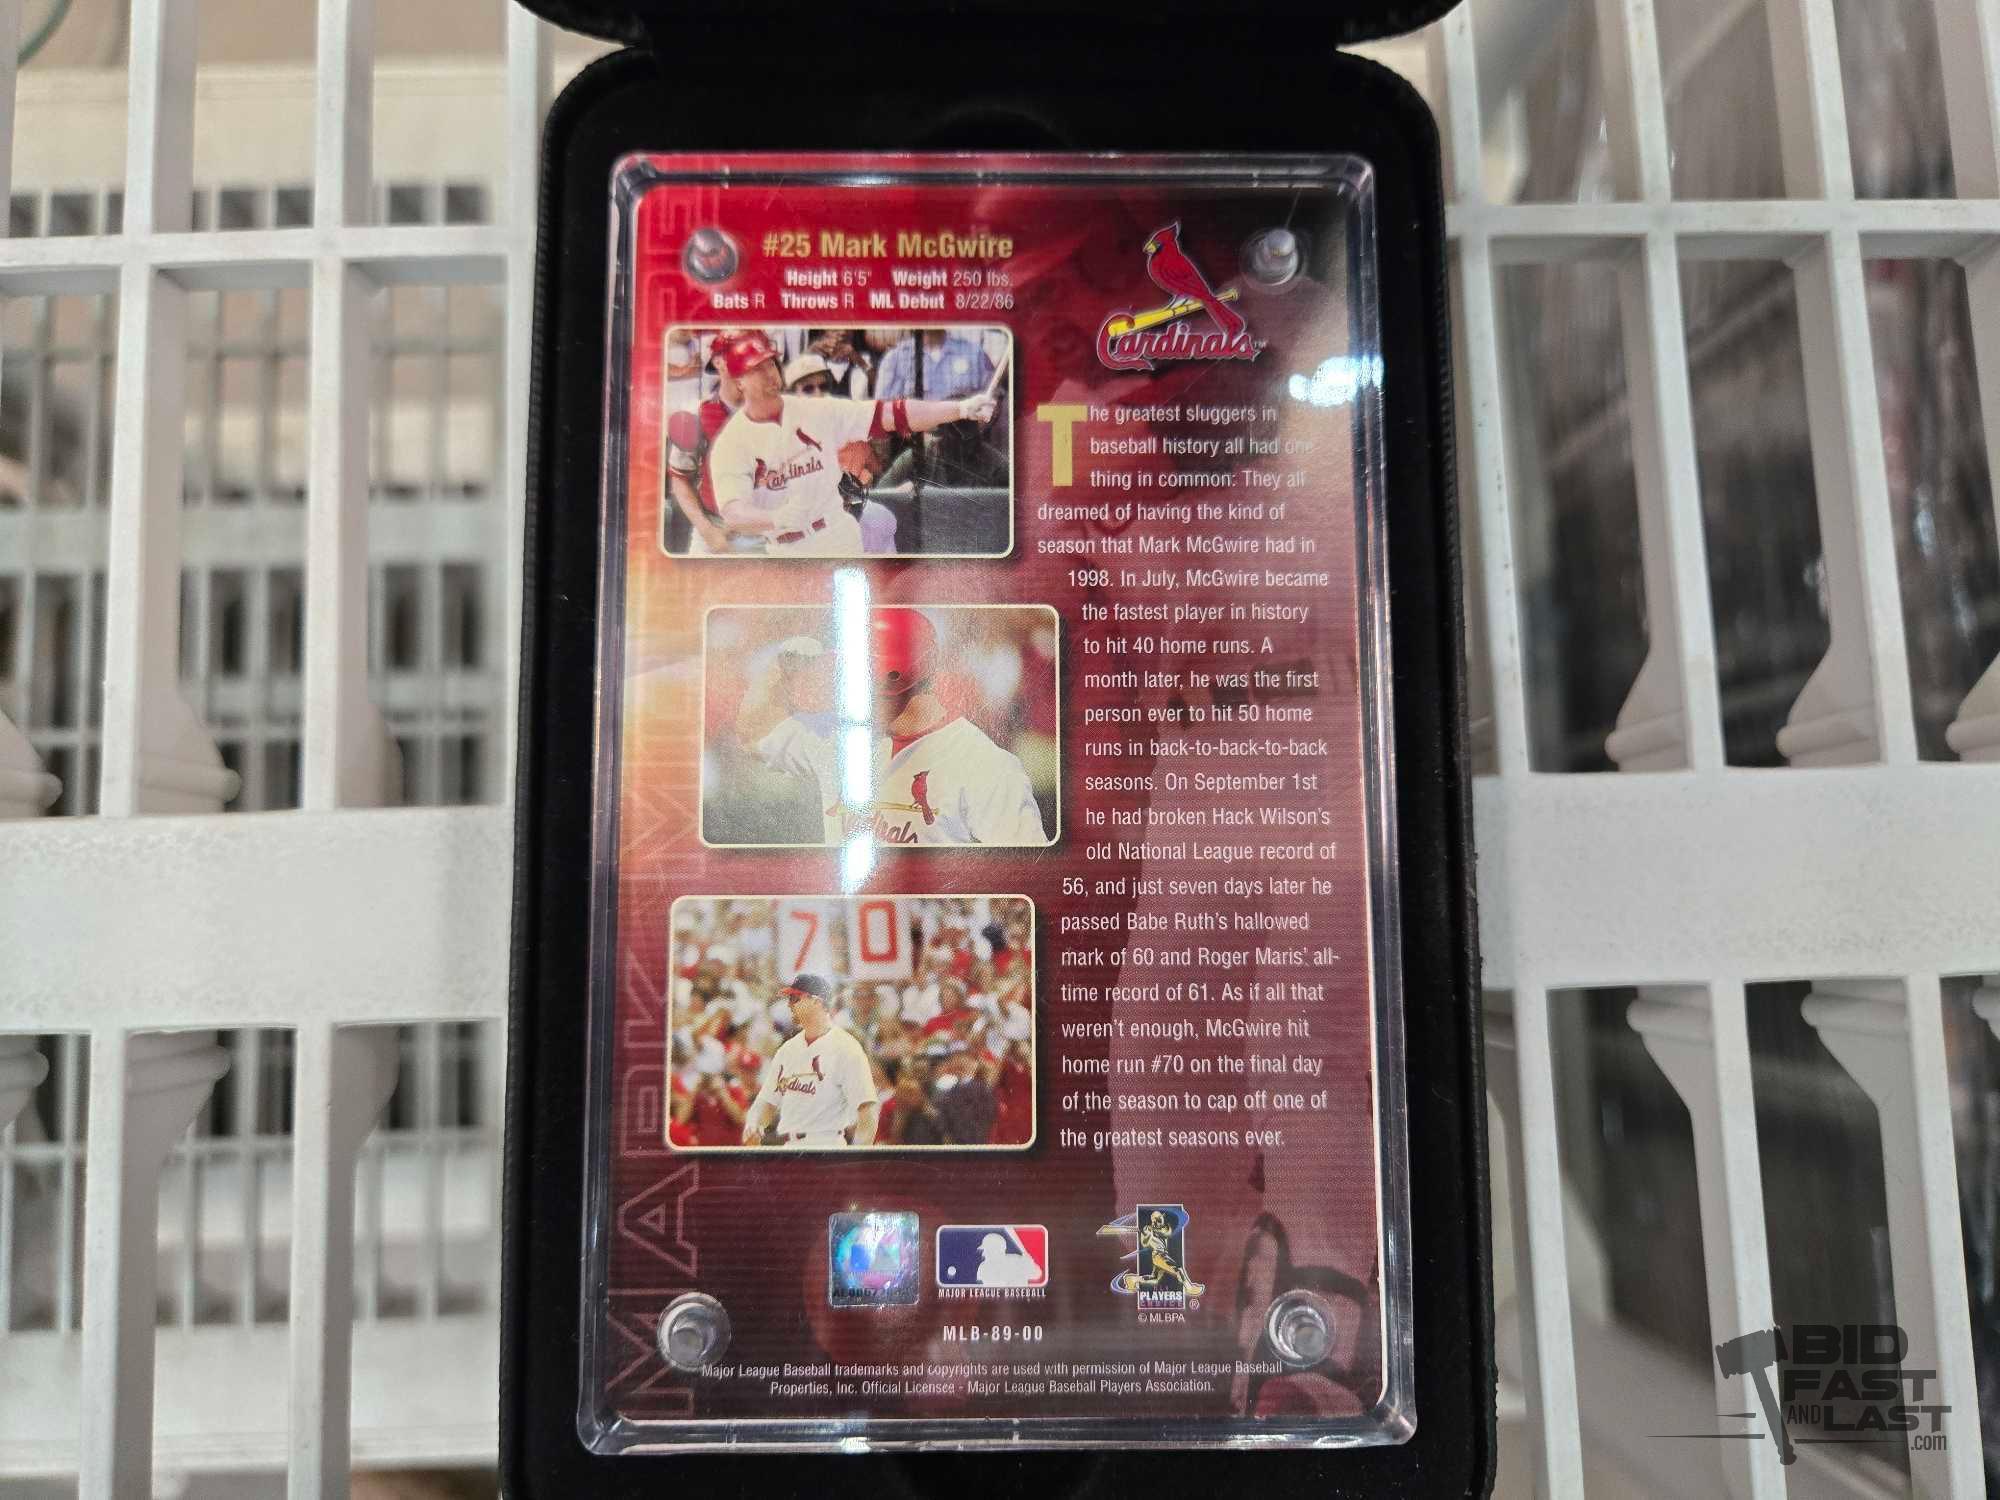 #25 Mark McGwire
Height 6'5" Weight 250 lbs.
Bats R Throws R ML Debut 8/22/86
Cardinals™
The greatest sluggers in
baseball history all had one
thing in common: They all
dreamed of having the kind of
season that Mark McGwire had in
1998. In July, McGwire became
the fastest player in history
to hit 40 home runs. A
month later, he was the first
person ever to hit 50 home
runs in back-to-back-to-back
seasons. On September 1st
he had broken Hack Wilson's
old National League record of
56, and just seven days later he
passed Babe Ruth's hallowed
mark of 60 and Roger Maris' all-
time record of 61. As if all that
weren't enough, McGwire hit
home run #70 on the final day
of the season to cap off one of
the greatest seasons ever.
Cardinals
70
Cardinals
MAJOR LEAGUE BASEBALL
PLAYERS
CHOICE ®
© MLBPA
MLB-89-00
Major League Baseball trademarks and copyrights are used with permission of Major League Baseball
Properties, Inc. Official Licensee - Major League Baseball Players Association.
BID
FAST
AND LAST
.com